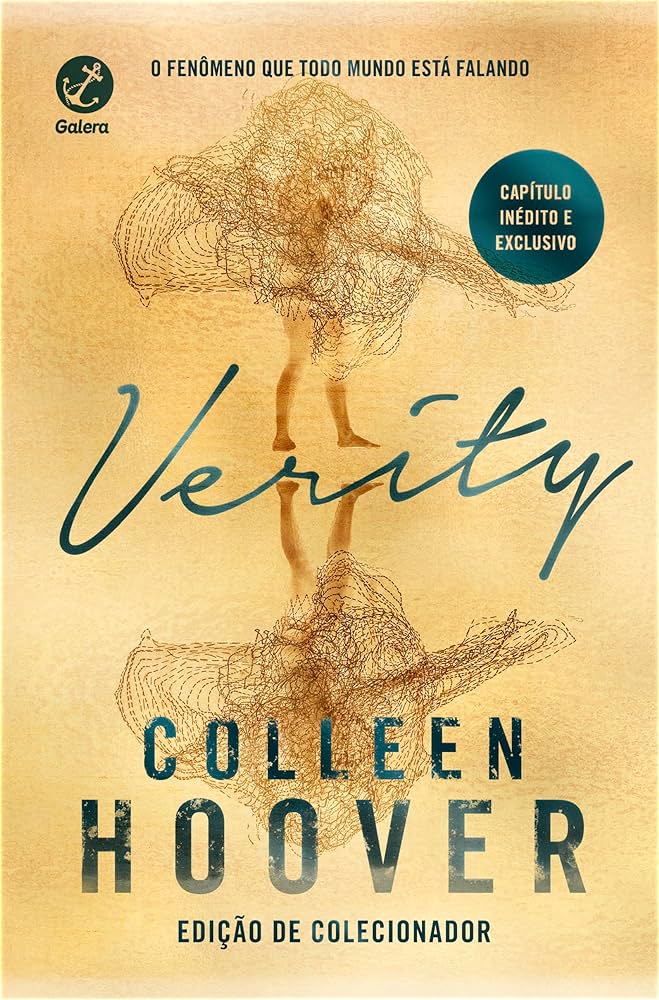 O FENÔMENO QUE TODO MUNDO ESTÁ FALANDO
Galera
CAPÍTULO
INÉDITO E
EXCLUSIVO
Verity
COLLEEN
HOOVER
EDIÇÃO DE COLECIONADOR